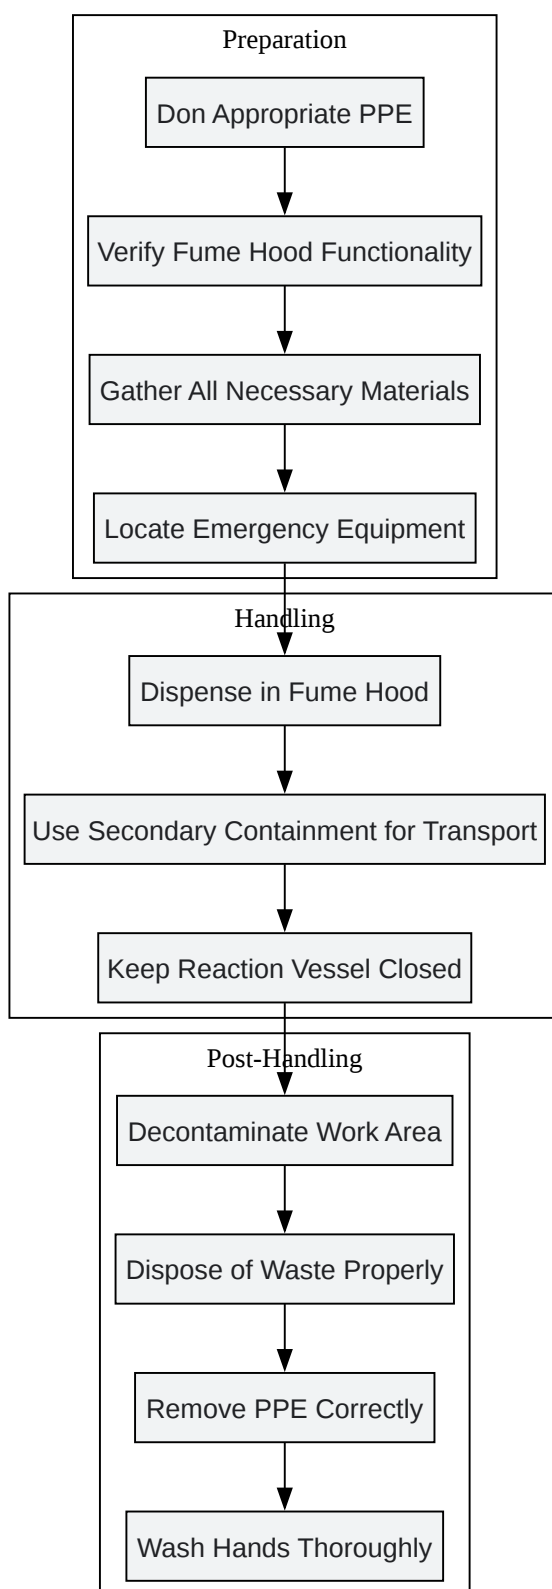 Preparation
Don Appropriate PPE
Verify Fume Hood Functionality
Gather All Necessary Materials
Locate Emergency Equipment
Handling
Dispense in Fume Hood
Use Secondary Containment for Transport
Keep Reaction Vessel Closed
Post-Handling
Decontaminate Work Area
Dispose of Waste Properly
Remove PPE Correctly
Wash Hands Thoroughly